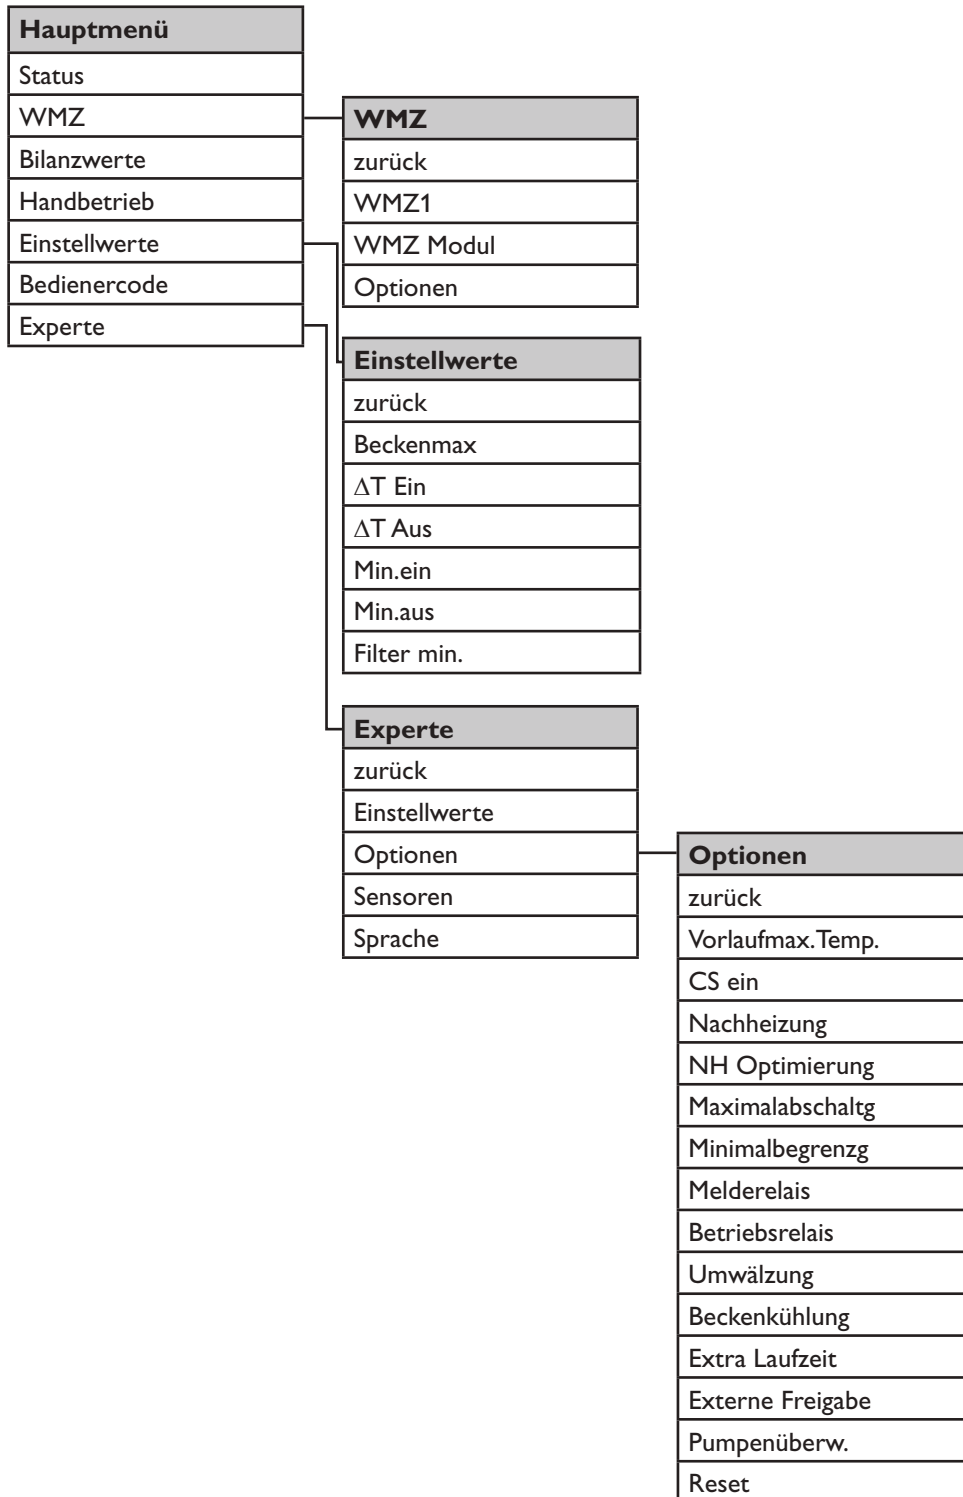 Hauptmenü
Status
WMZ
Bilanzwerte
Handbetrieb
Einstellwerte
Bedienercode
Experte
WMZ
zurück
WMZ1
WMZ Modul
Optionen
Einstellwerte
zurück
Beckenmax
ΔT Ein
ΔT Aus
Min.ein
Min.aus
Filter min.
Experte
zurück
Einstellwerte
Optionen
Sensoren
Sprache
Optionen
zurück
Vorlaufmax.Temp.
CS ein
Nachheizung
NH Optimierung
Maximalabschaltg
Minimalbegrenzg
Melderelais
Betriebsrelais
Umwälzung
Beckenkühlung
Extra Laufzeit
Externe Freigabe
Pumpenüberw.
Reset